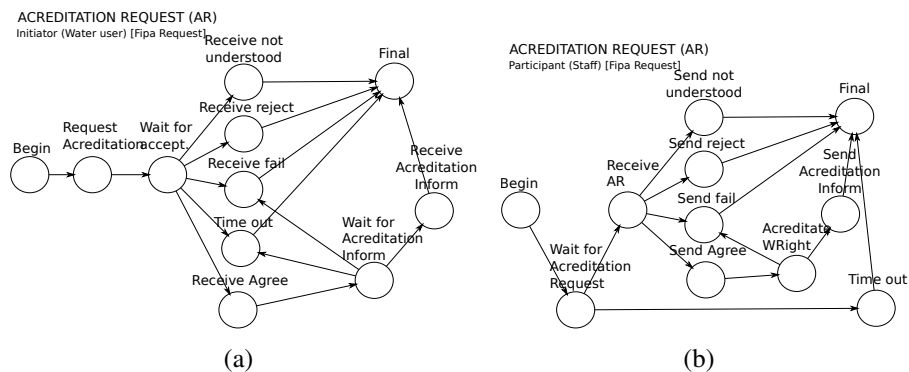 ACREDITATION REQUEST (AR)
Initiator (Water user) [Fipa Request]
Receive not
understood
Final
Receive reject
Request
Acreditation
Wait for
accept.
Begin
Receive fail
Receive
Acreditation
Inform
Time out
Wait for
Acreditation
Inform
Receive Agree
(a)
ACREDITATION REQUEST (AR)
Participant (Staff) [Fipa Request]
Send not
understood
Final
Send reject
Receive
AR
Send
Acreditation
Inform
Begin
Send fail
Acreditate
WRight
Wait for
Acreditation
Request
Send Agree
Time out
(b)